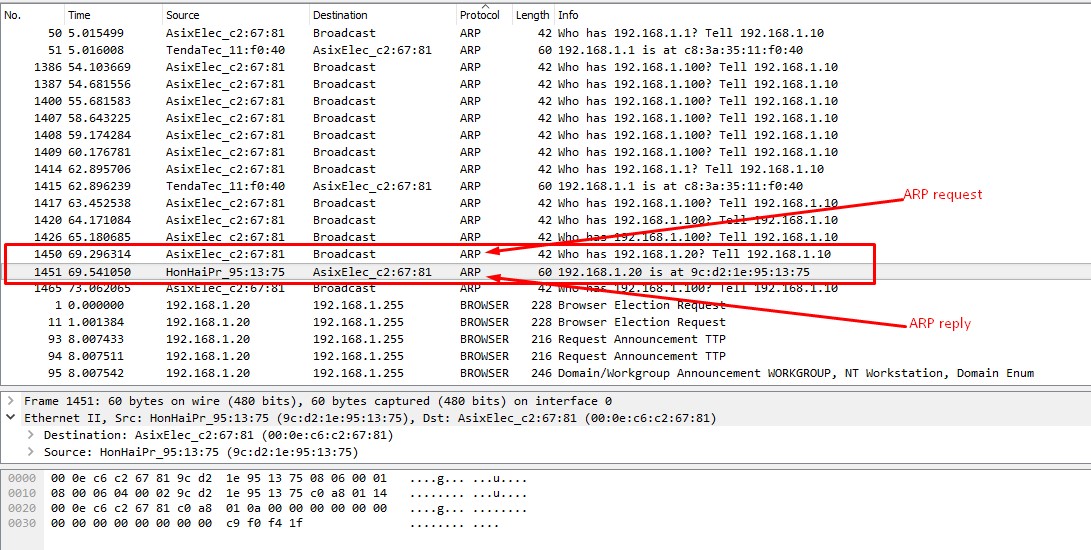 No. Time Source Destination Protocol Length Info
50 5.015499 AsixElec_c2:67:81 Broadcast ARP 42 Who has 192.168.1.1? Tell 192.168.1.10
51 5.016008 TendaTec_11:f0:40 AsixElec_c2:67:81 ARP 60 192.168.1.1 is at c8:3a:35:11:f0:40
1386 54.103669 AsixElec_c2:67:81 Broadcast ARP 42 Who has 192.168.1.100? Tell 192.168.1.10
1387 54.681556 AsixElec_c2:67:81 Broadcast ARP 42 Who has 192.168.1.100? Tell 192.168.1.10
1400 55.681583 AsixElec_c2:67:81 Broadcast ARP 42 Who has 192.168.1.100? Tell 192.168.1.10
1407 58.643225 AsixElec_c2:67:81 Broadcast ARP 42 Who has 192.168.1.100? Tell 192.168.1.10
1408 59.174284 AsixElec_c2:67:81 Broadcast ARP 42 Who has 192.168.1.100? Tell 192.168.1.10
1409 60.176781 AsixElec_c2:67:81 Broadcast ARP 42 Who has 192.168.1.100? Tell 192.168.1.10
1414 62.895706 AsixElec_c2:67:81 Broadcast ARP 42 Who has 192.168.1.1? Tell 192.168.1.10
1415 62.896239 TendaTec_11:f0:40 AsixElec_c2:67:81 ARP 60 192.168.1.1 is at c8:3a:35:11:f0:40
1417 63.452538 AsixElec_c2:67:81 Broadcast ARP 42 Who has 192.168.1.100? Tell 192.168.1.10
ARP request
1420 64.171084 AsixElec_c2:67:81 Broadcast ARP 42 Who has 192.168.1.100? Tell 192.168.1.10
1426 65.180685 AsixElec_c2:67:81 Broadcast ARP 42 Who has 192.168.1.100? Tell 192.168.1.10
1450 69.296314 AsixElec_c2:67:81 Broadcast ARP 42 Who has 192.168.1.20? Tell 192.168.1.10
1451 69.541050 HonHaiPr_95:13:75 AsixElec_c2:67:81 ARP 60 192.168.1.20 is at 9c:d2:1e:95:13:75
1465 73.062065 AsixElec_c2:67:81 Broadcast ARP 42 Who has 192.168.1.100? Tell 192.168.1.10
1 0.000000 192.168.1.20 192.168.1.255 BROWSER 228 Browser Election Request
11 1.001384 192.168.1.20 192.168.1.255 BROWSER 228 Browser Election Request
ARP reply
93 8.007433 192.168.1.20 192.168.1.255 BROWSER 216 Request Announcement TTP
94 8.007511 192.168.1.20 192.168.1.255 BROWSER 216 Request Announcement TTP
95 8.007542 192.168.1.20 192.168.1.255 BROWSER 246 Domain/Workgroup Announcement WORKGROUP, NT Workstation, Domain Enum
Frame 1451: 60 bytes on wire (480 bits), 60 bytes captured (480 bits) on interface 0
Ethernet II, Src: HonHaiPr_95:13:75 (9c:d2:1e:95:13:75), Dst: AsixElec_c2:67:81 (00:0e:c6:c2:67:81)
Destination: AsixElec_c2:67:81 (00:0e:c6:c2:67:81)
Source: HonHaiPr_95:13:75 (9c:d2:1e:95:13:75)
0000 00 0e c6 c2 67 81 9c d2 1e 95 13 75 08 06 00 01 ....g... ...u....
0010 08 00 06 04 00 02 9c d2 1e 95 13 75 c0 a8 01 14 ........ ...u....
0020 00 0e c6 c2 67 81 c0 a8 01 0a 00 00 00 00 00 00 ....g... ........
0030 00 00 00 00 00 00 00 00 c9 f0 f4 1f ........ ....